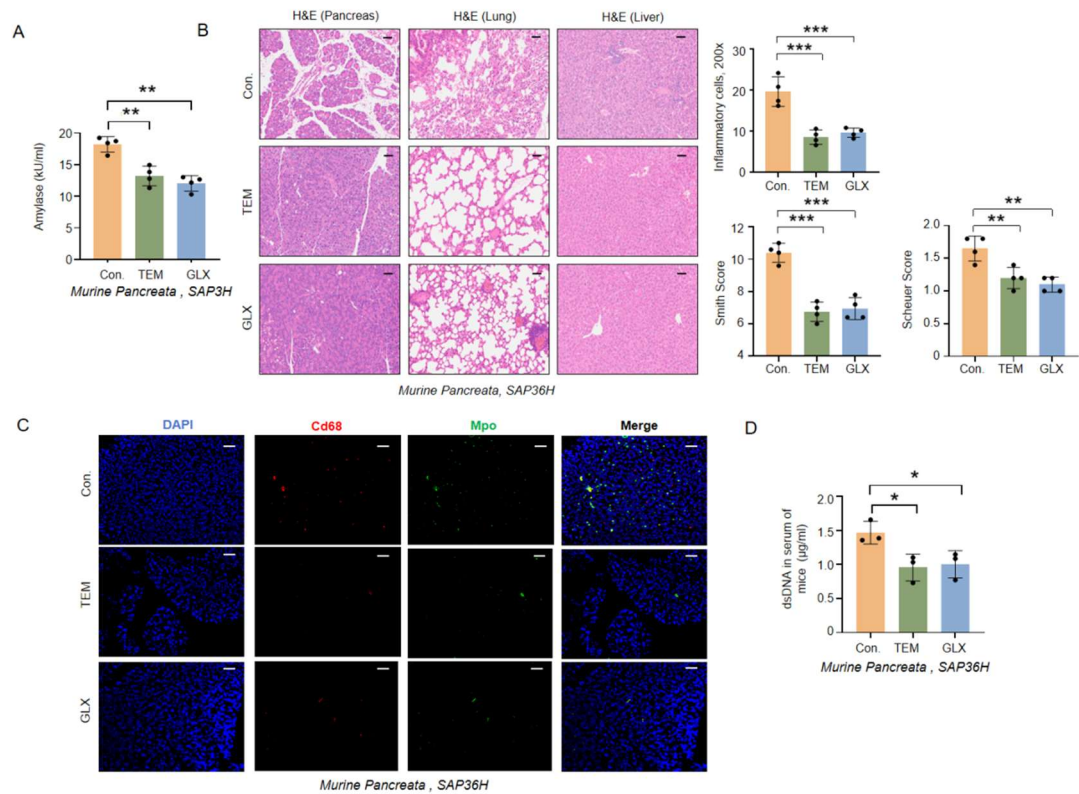 A
**
**
Amylase (kU/ml)
20
15
10
5
0
Con.
TEM
GLX
Murine Pancreata , SAP3H
B
H&E (Pancreas)
H&E (Lung)
H&E (Liver)
Con.
TEM
GLX
Murine Pancreata, SAP36H
***
***
Inflammatory cells, 200x
30
20
10
0
Con.
TEM
GLX
***
***
Smith Score
10
8
6
4
Con.
TEM
GLX
**
**
Scheuer Score
2.0
1.5
1.0
0.5
0
Con.
TEM
GLX
C
DAPI
Cd68
Mpo
Merge
Con.
TEM
GLX
Murine Pancreata , SAP36H
D
*
*
dsDNA in serum of
mice (μg/ml)
2.0
1.5
1.0
0.5
0
Con.
TEM
GLX
Murine Pancreata , SAP36H